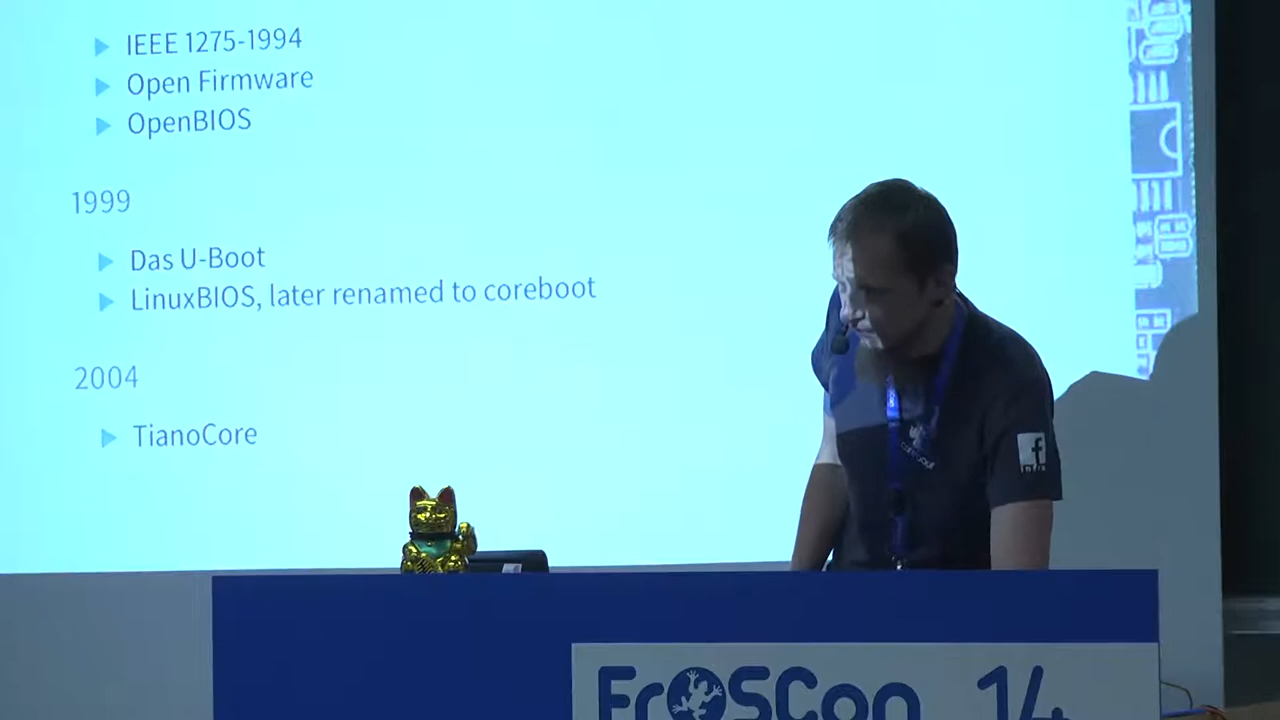 IEEE 1275-1994
Open Firmware
OpenBIOS
1999
Das U-Boot
LinuxBIOS, later renamed to coreboot
2004
TianoCore
f
FrOSCon 14